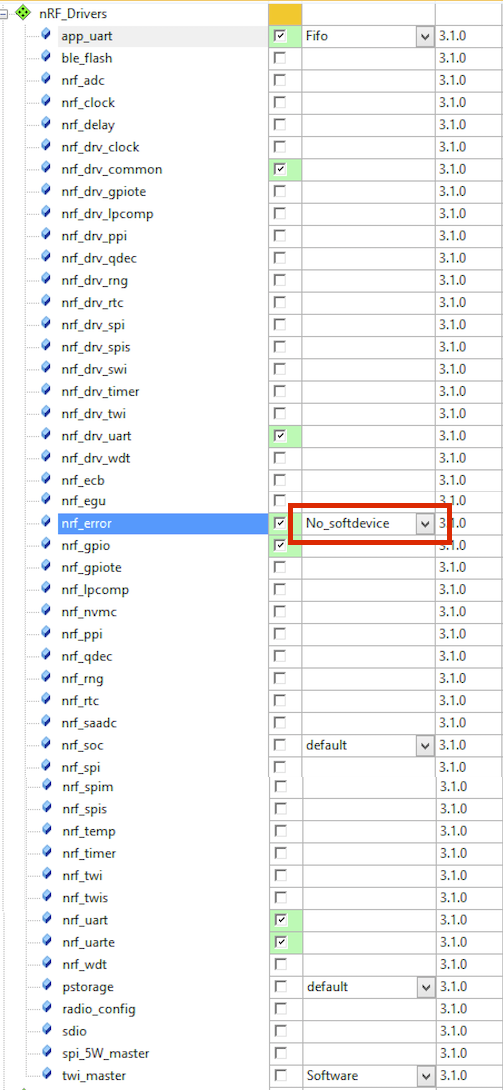 nRF_Drivers
app_uart Fifo 3.1.0
ble_flash 3.1.0
nrf_adc 3.1.0
nrf_clock 3.1.0
nrf_delay 3.1.0
nrf_drv_clock 3.1.0
nrf_drv_common 3.1.0
nrf_drv_gpiote 3.1.0
nrf_drv_lpcomp 3.1.0
nrf_drv_ppi 3.1.0
nrf_drv_qdec 3.1.0
nrf_drv_rng 3.1.0
nrf_drv_rtc 3.1.0
nrf_drv_spi 3.1.0
nrf_drv_spis 3.1.0
nrf_drv_swi 3.1.0
nrf_drv_timer 3.1.0
nrf_drv_twi 3.1.0
nrf_drv_uart 3.1.0
nrf_drv_wdt 3.1.0
nrf_ecb 3.1.0
nrf_egu 3.1.0
nrf_error No_softdevice 3.1.0
nrf_gpio 3.1.0
nrf_gpiote 3.1.0
nrf_lpcomp 3.1.0
nrf_nvmc 3.1.0
nrf_ppi 3.1.0
nrf_qdec 3.1.0
nrf_rng 3.1.0
nrf_rtc 3.1.0
nrf_saadc 3.1.0
nrf_soc default 3.1.0
nrf_spi 3.1.0
nrf_spim 3.1.0
nrf_spis 3.1.0
nrf_temp 3.1.0
nrf_timer 3.1.0
nrf_twi 3.1.0
nrf_twis 3.1.0
nrf_uart 3.1.0
nrf_uarte 3.1.0
nrf_wdt 3.1.0
pstorage default 3.1.0
radio_config 3.1.0
sdio 3.1.0
spi_5W_master 3.1.0
twi_master Software 3.1.0